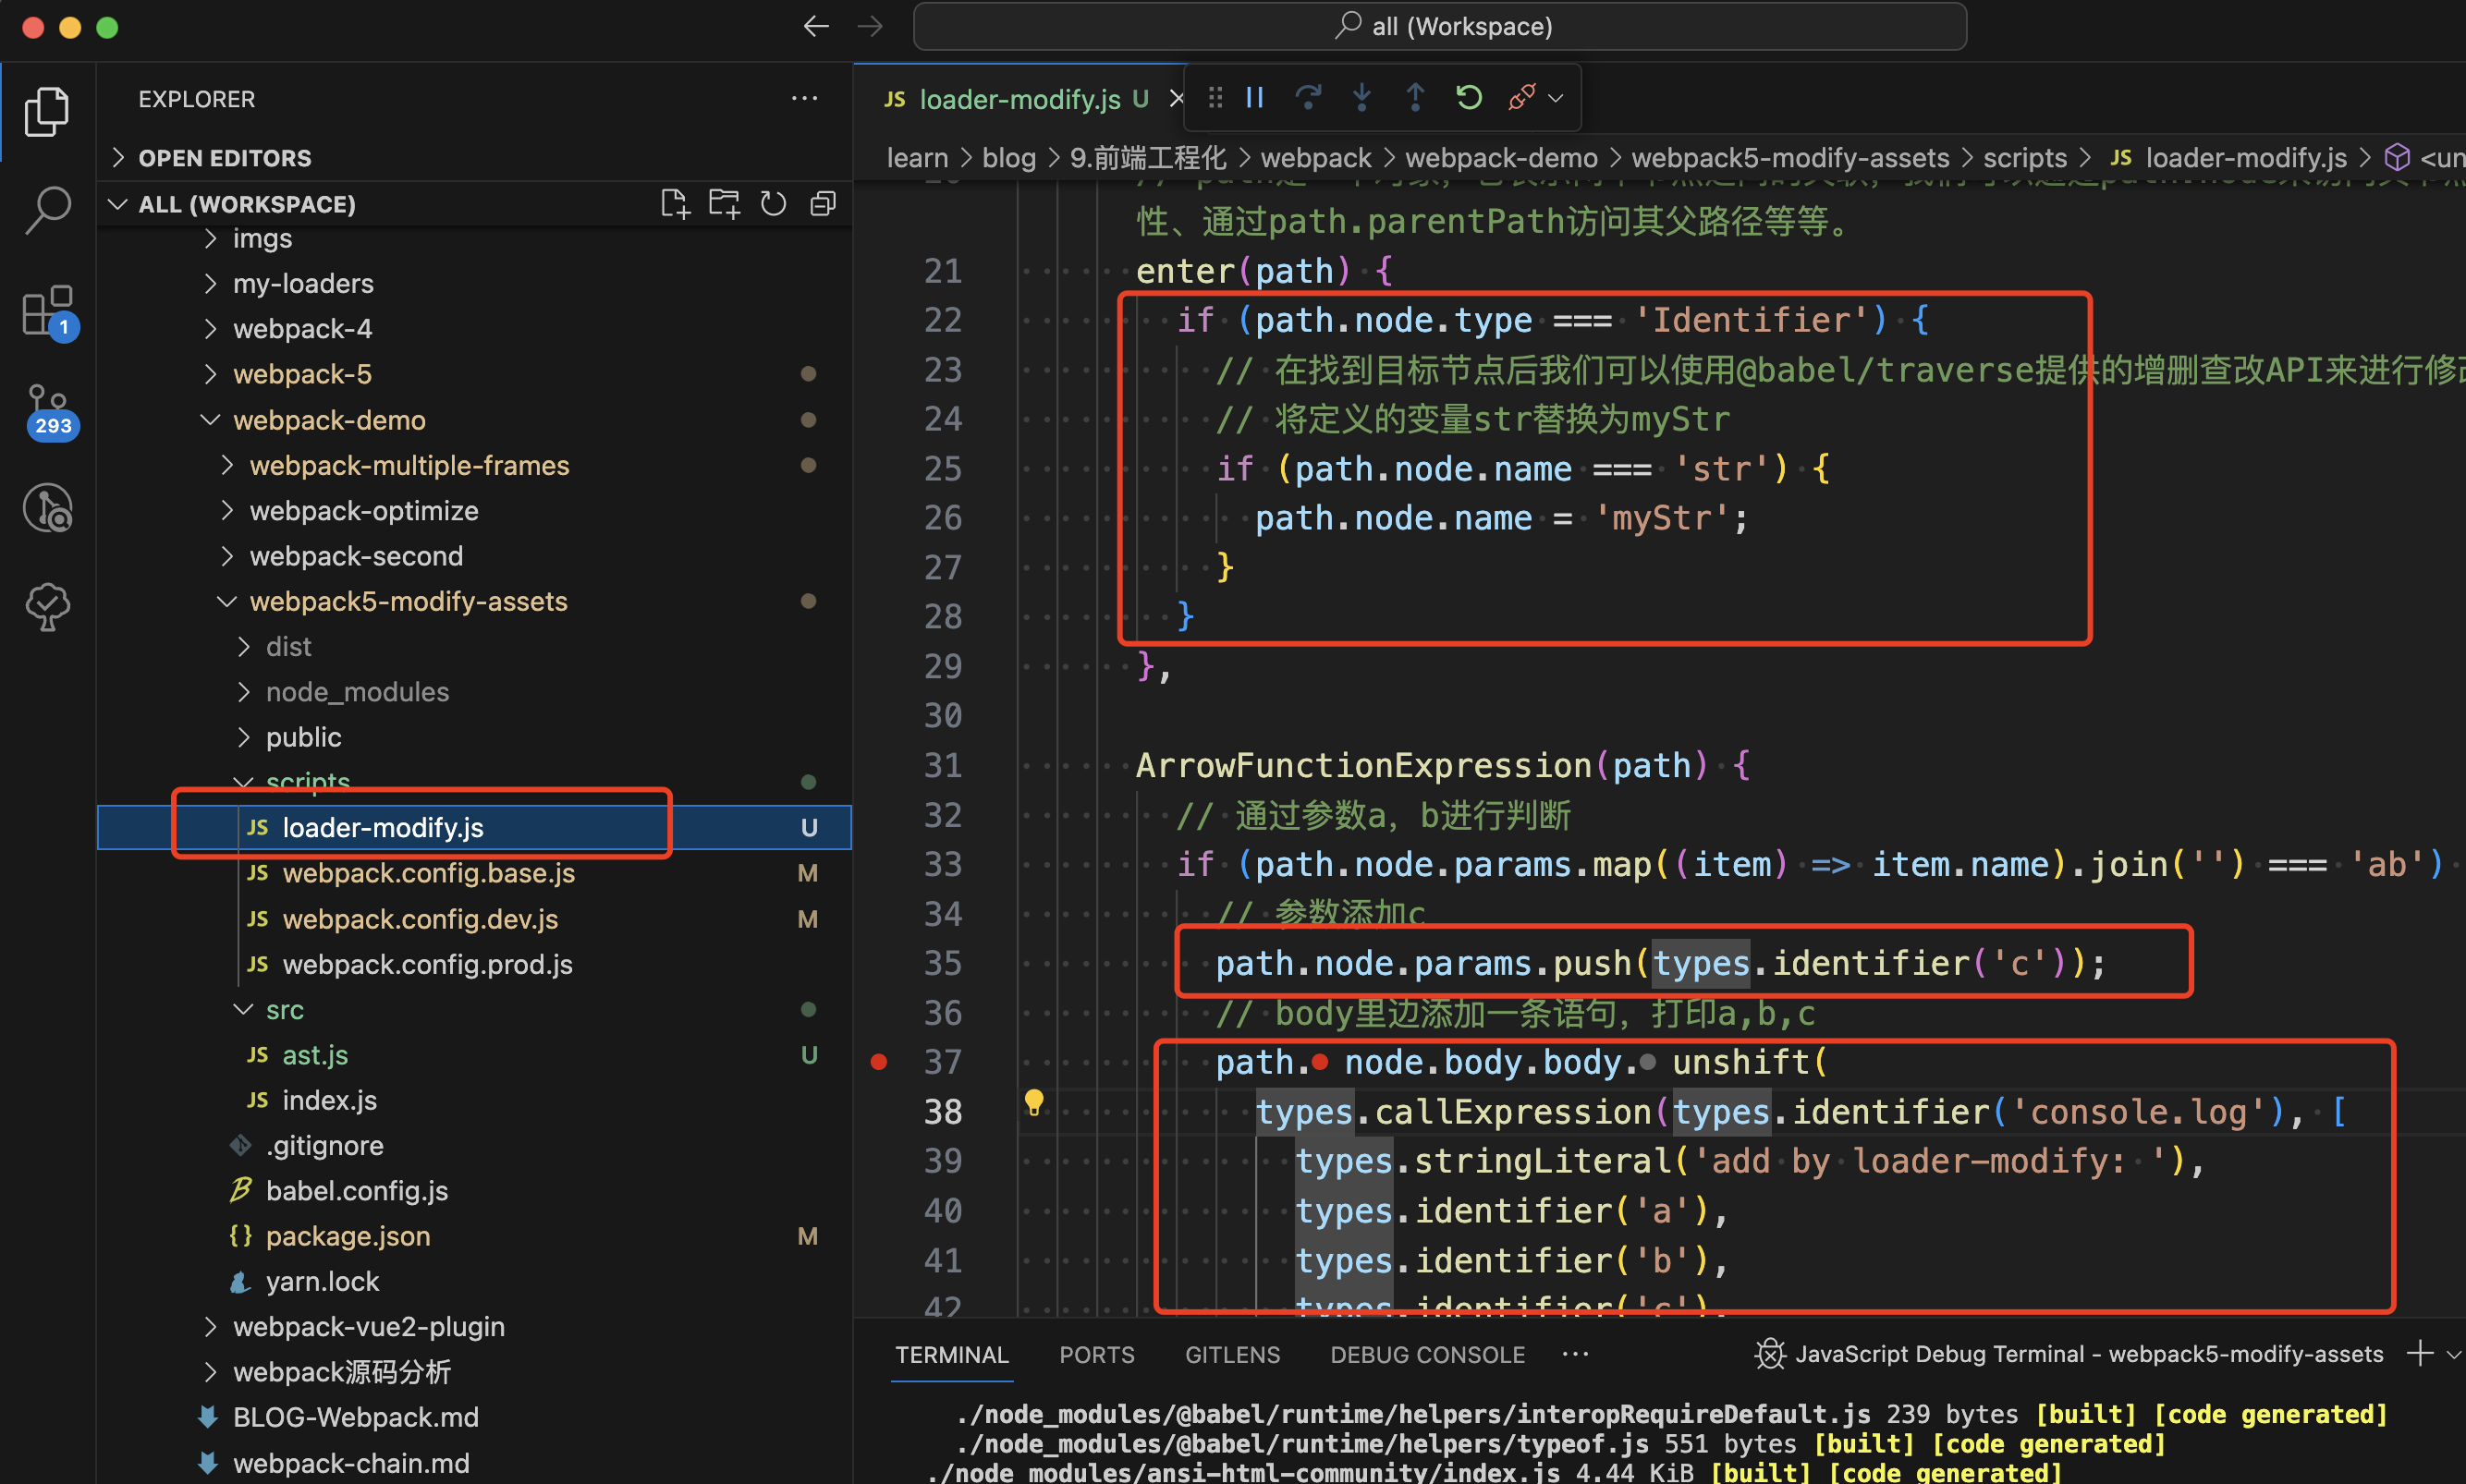 all (Workspace)
EXPLORER
OPEN EDITORS
ALL (WORKSPACE)
imgs
my-loaders
webpack-4
webpack-5
webpack-demo
webpack-multiple-frames
webpack-optimize
webpack-second
webpack5-modify-assets
dist
node_modules
public
scripts
JS loader-modify.js U
JS webpack.config.base.js M
JS webpack.config.dev.js M
JS webpack.config.prod.js
src
JS ast.js U
JS index.js
.gitignore
babel.config.js
{} package.json M
yarn.lock
webpack-vue2-plugin
webpack源码分析
BLOG-Webpack.md
webpack-chain.md
1
293
JS loader-modify.js U
learn > blog > 9.前端工程化 > webpack > webpack-demo > webpack5-modify-assets > scripts > JS loader-modify.js > <un
性、通过path.parentPath访问其父路径等等。
21 enter(path) {
22 if (path.node.type === 'Identifier') {
23 // 在找到目标节点后我们可以使用@babel/traverse提供的增删查改API来进行修改
24 // 将定义的变量str替换为myStr
25 if (path.node.name === 'str') {
26 path.node.name = 'myStr';
27 }
28 }
29 },
30
31 ArrowFunctionExpression(path) {
32 // 通过参数a，b进行判断
33 if (path.node.params.map((item) => item.name).join('') === 'ab')
34 // 参数添加c
35 path.node.params.push(types.identifier('c'));
36 // body里边添加一条语句，打印a,b,c
37 path. node.body.body. unshift(
38 types.callExpression(types.identifier('console.log'), [
39 types.stringLiteral('add by loader-modify: '),
40 types.identifier('a'),
41 types.identifier('b'),
42 types.identifier('c'),
TERMINAL PORTS GITLENS DEBUG CONSOLE JavaScript Debug Terminal - webpack5-modify-assets
./node_modules/@babel/runtime/helpers/interopRequireDefault.js 239 bytes [built] [code generated]
./node_modules/@babel/runtime/helpers/typeof.js 551 bytes [built] [code generated]
./node_modules/ansi-html-community/index.js 4.44 KiB [built] [code generated]